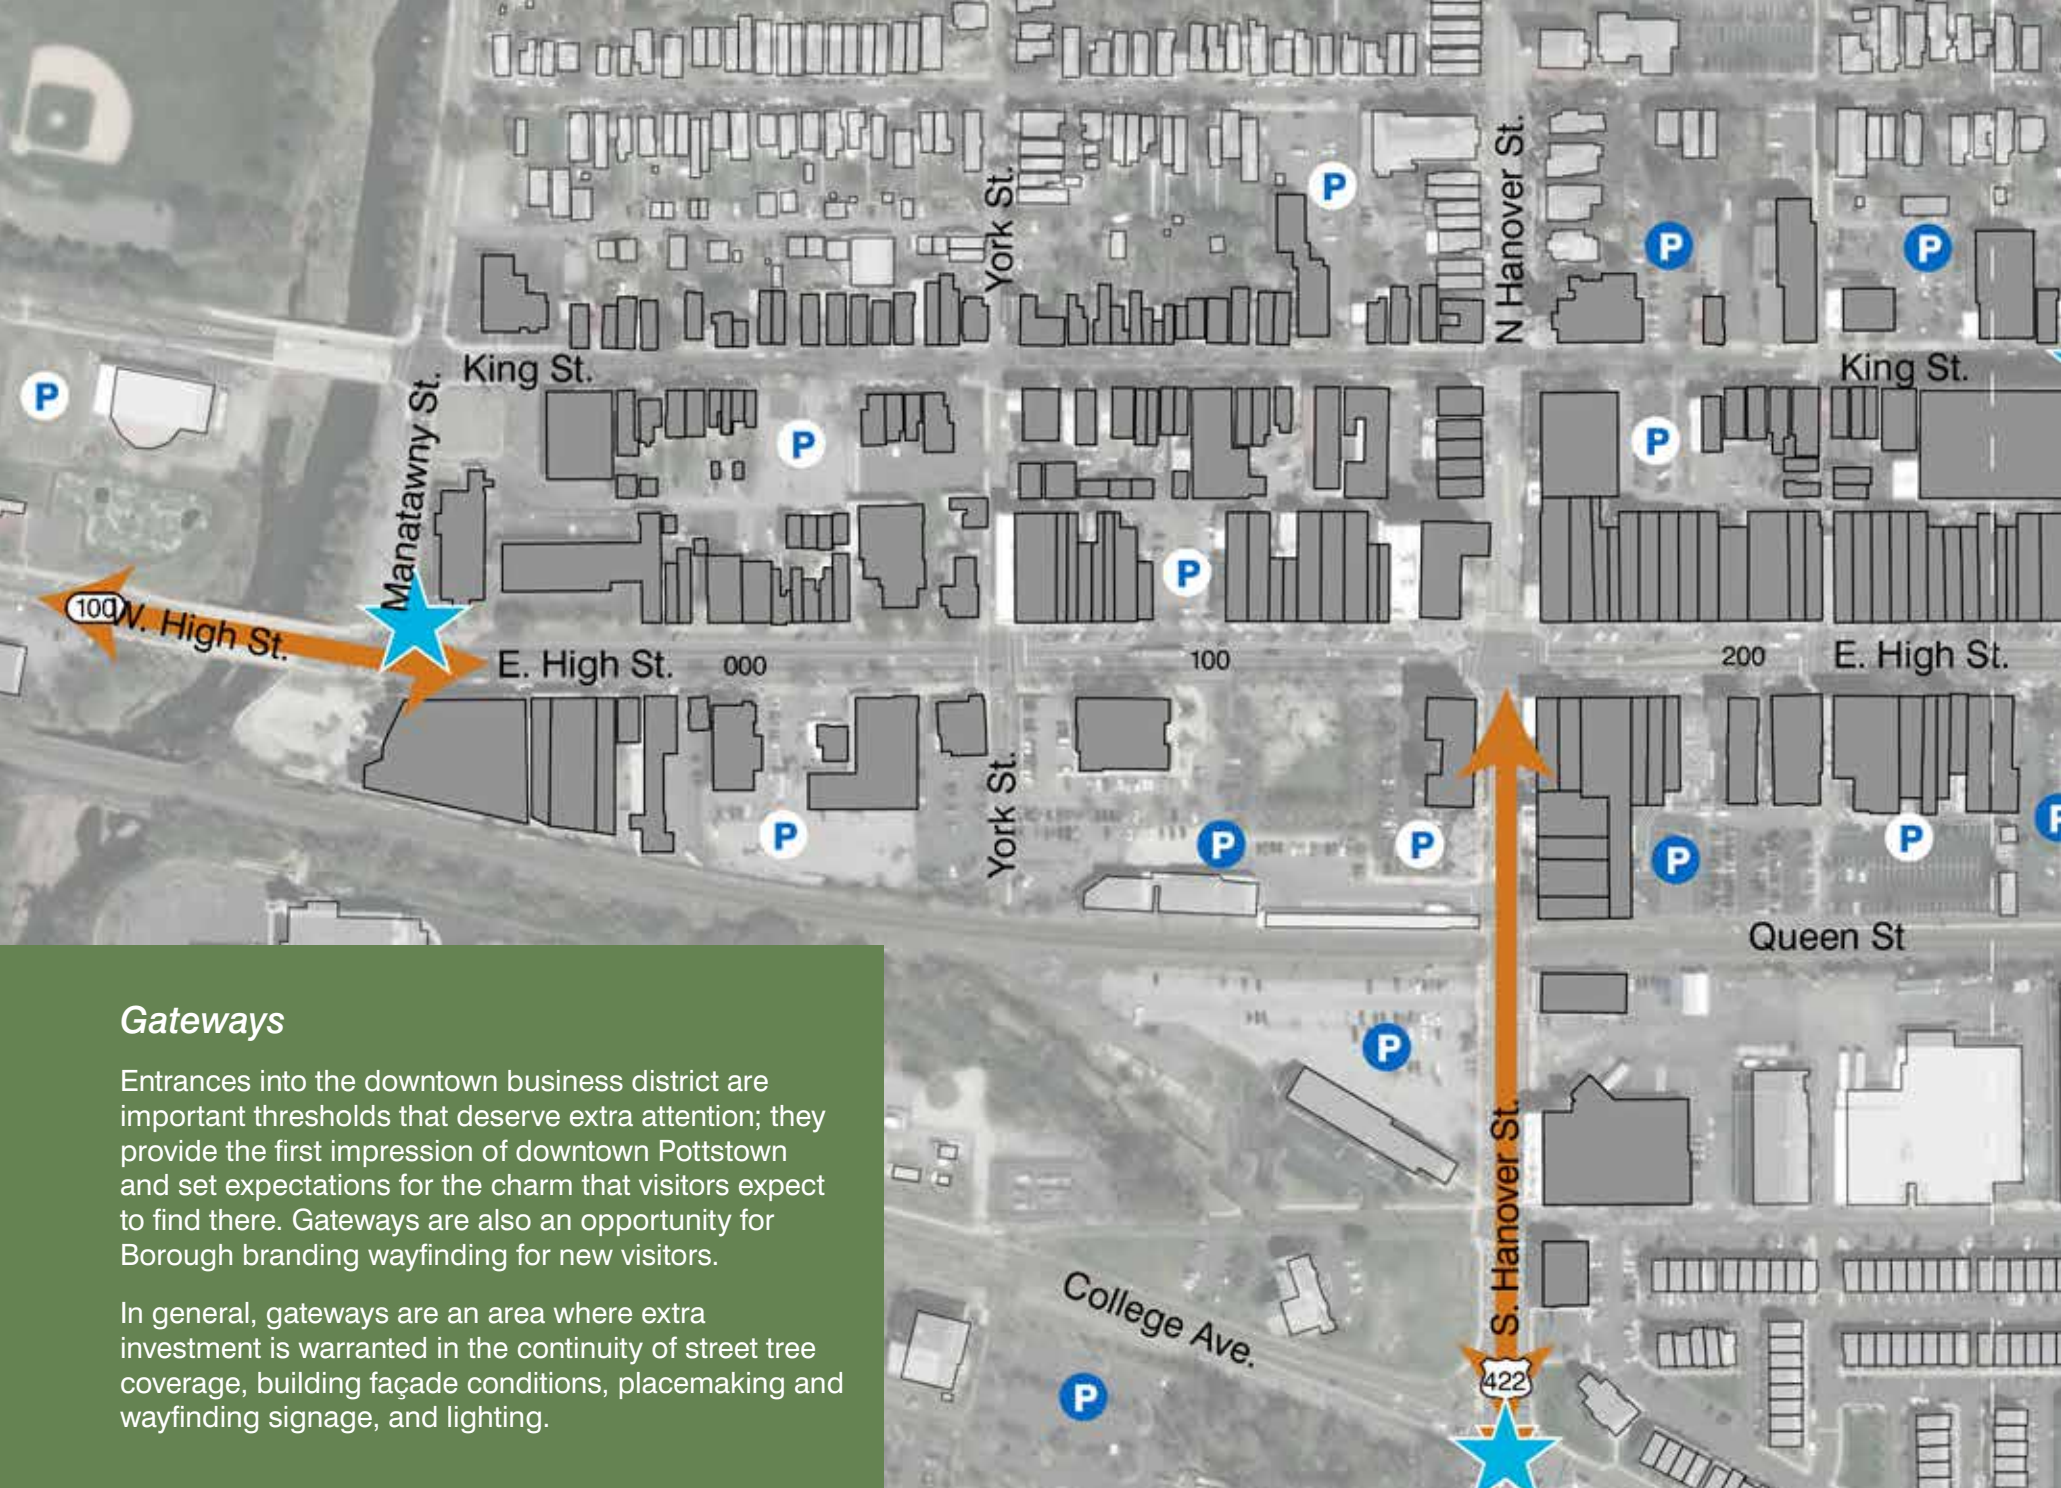 P
York St.
N Hanover St.
P
P
King St.
King St.
P
Manatawny St.
P
P
P
100
W. High St.
E. High St.
000
100
200
E. High St.
York St.
P
P
P
P
P
P
Queen St
P
S. Hanover St.
College Ave.
422
P
Gateways
Entrances into the downtown business district are
important thresholds that deserve extra attention; they
provide the first impression of downtown Pottstown
and set expectations for the charm that visitors expect
to find there. Gateways are also an opportunity for
Borough branding wayfinding for new visitors.
In general, gateways are an area where extra
investment is warranted in the continuity of street tree
coverage, building façade conditions, placemaking and
wayfinding signage, and lighting.